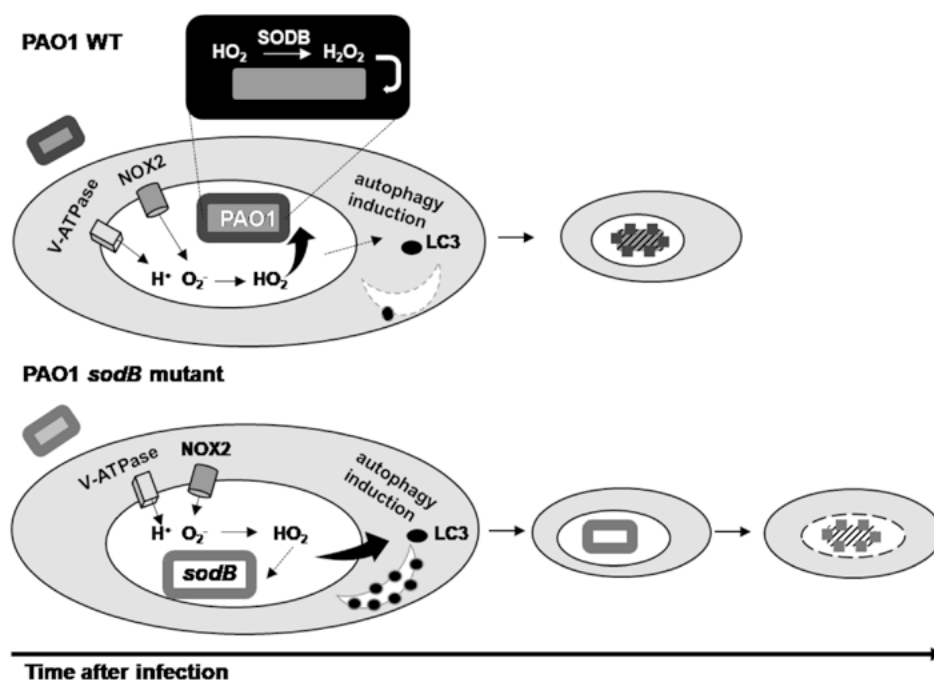 PAO1 WT
SODB
HO₂ H₂O₂
NOX2
V-ATPase
PAO1
autophagy
induction
LC3
H⁺ O₂⁻ HO₂
PAO1 sodB mutant
V-ATPase
NOX2
autophagy
induction
H⁺ O₂⁻ HO₂
LC3
sodB
Time after infection